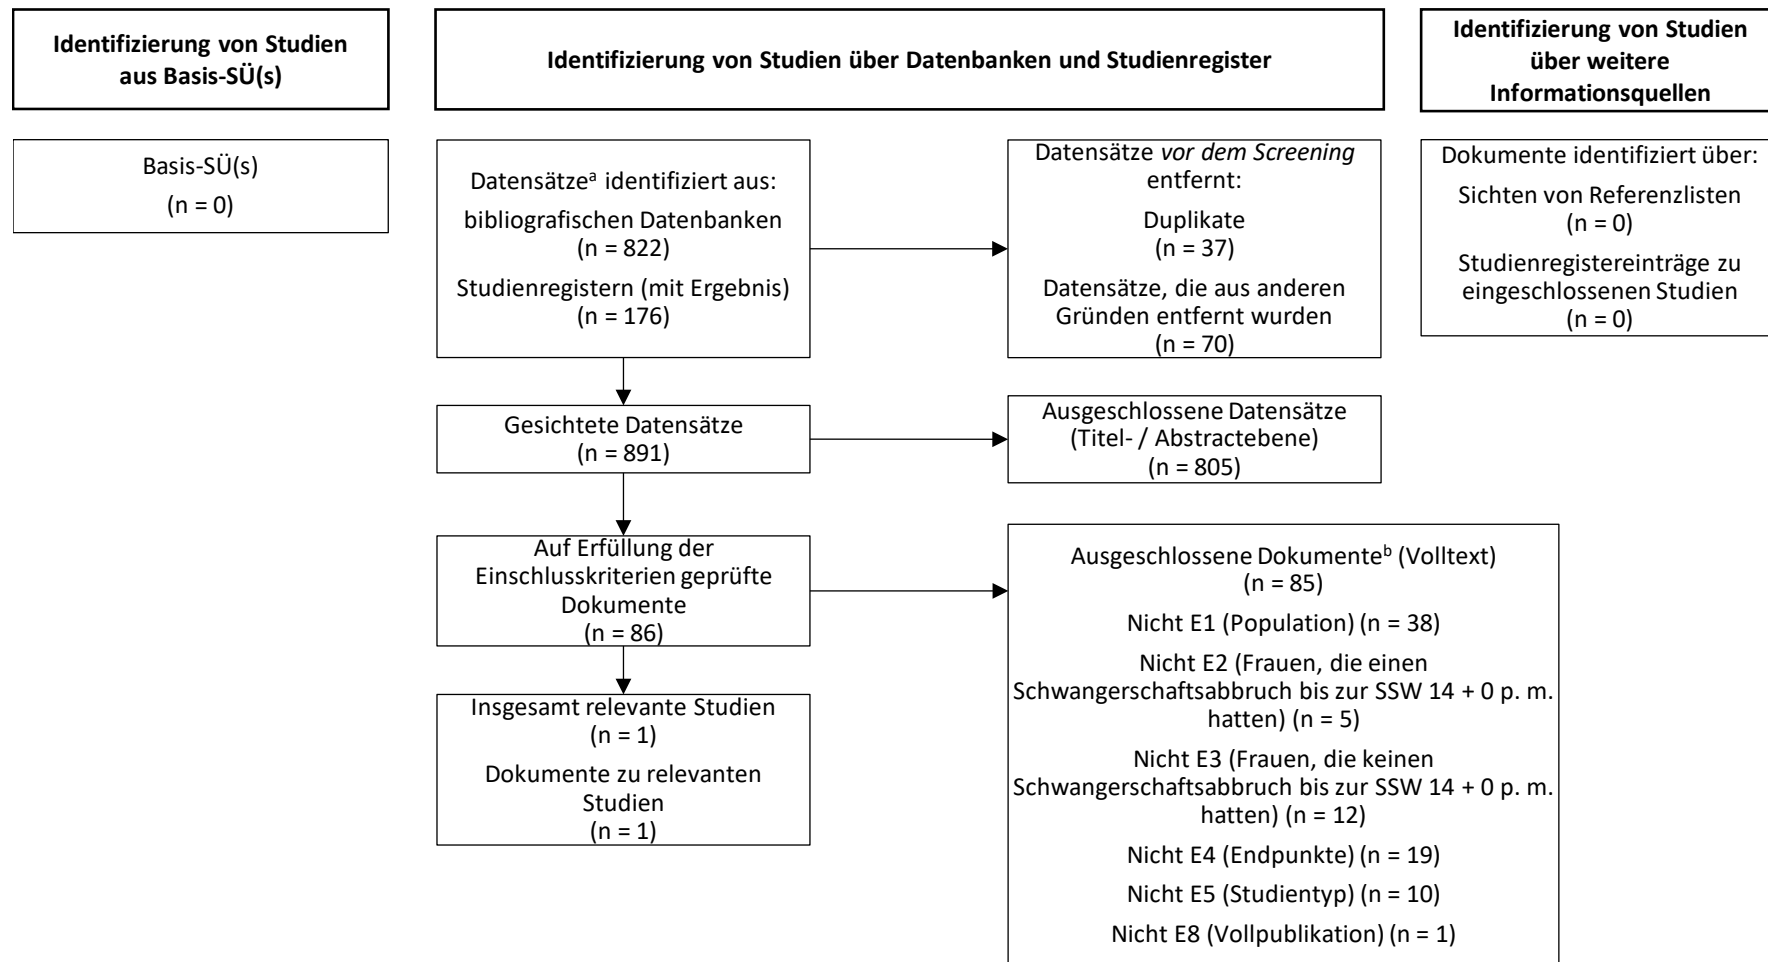 Identifizierung von Studien
aus Basis-SÜ(s)
Identifizierung von Studien über Datenbanken und Studienregister
Identifizierung von Studien
über weitere
Informationsquellen
Basis-SÜ(s)
(n = 0)
Datensätzeᵃ identifiziert aus:
bibliografischen Datenbanken
(n = 822)
Studienregistern (mit Ergebnis)
(n = 176)
Datensätze vor dem Screening
entfernt:
Duplikate
(n = 37)
Datensätze, die aus anderen
Gründen entfernt wurden
(n = 70)
Dokumente identifiziert über:
Sichten von Referenzlisten
(n = 0)
Studienregistereinträge zu
eingeschlossenen Studien
(n = 0)
Gesichtete Datensätze
(n = 891)
Ausgeschlossene Datensätze
(Titel- / Abstractebene)
(n = 805)
Auf Erfüllung der
Einschlusskriterien geprüfte
Dokumente
(n = 86)
Ausgeschlossene Dokumenteᵇ (Volltext)
(n = 85)
Nicht E1 (Population) (n = 38)
Nicht E2 (Frauen, die einen
Schwangerschaftsabbruch bis zur SSW 14 + 0 p. m.
hatten) (n = 5)
Nicht E3 (Frauen, die keinen
Schwangerschaftsabbruch bis zur SSW 14 + 0 p. m.
hatten) (n = 12)
Nicht E4 (Endpunkte) (n = 19)
Nicht E5 (Studientyp) (n = 10)
Nicht E8 (Vollpublikation) (n = 1)
Insgesamt relevante Studien
(n = 1)
Dokumente zu relevanten
Studien
(n = 1)